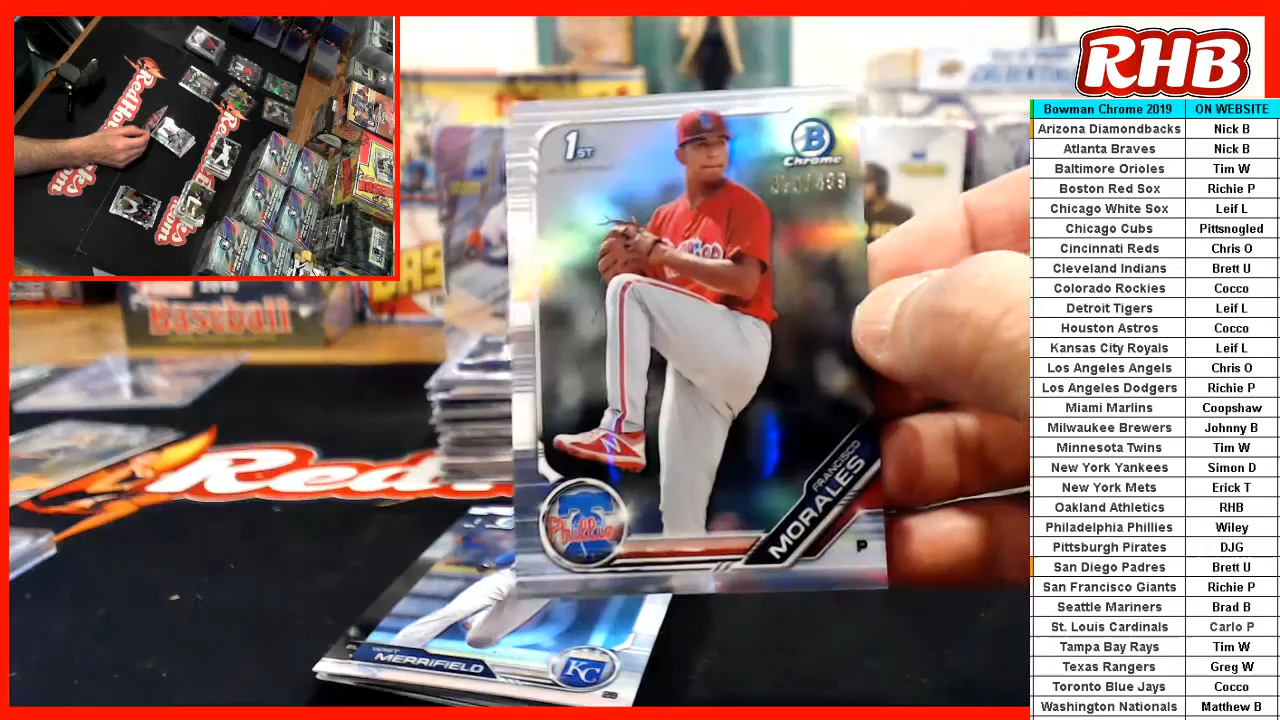 RHB
Bowman Chrome 2019 ON WEBSITE
Arizona Diamondbacks Nick B
Atlanta Braves Nick B
Baltimore Orioles Tim W
Boston Red Sox Richie P
Chicago White Sox Leif L
Chicago Cubs Pittsnogled
Cincinnati Reds Chris O
Cleveland Indians Brett U
Colorado Rockies Cocco
Detroit Tigers Leif L
Houston Astros Cocco
Kansas City Royals Leif L
Los Angeles Angels Chris O
Los Angeles Dodgers Richie P
Miami Marlins Coopshaw
Milwaukee Brewers Johnny B
Minnesota Twins Tim W
New York Yankees Simon D
New York Mets Erick T
Oakland Athletics RHB
Philadelphia Phillies Wiley
Pittsburgh Pirates DJG
San Diego Padres Brett U
San Francisco Giants Richie P
Seattle Mariners Brad B
St. Louis Cardinals Carlo P
Tampa Bay Rays Tim W
Texas Rangers Greg W
Toronto Blue Jays Cocco
Washington Nationals Matthew B
1ST
B
Chrome
FRANCISCO
MORALES
P
Phillies
Baseball
WHIT
MERRIFIELD
KC